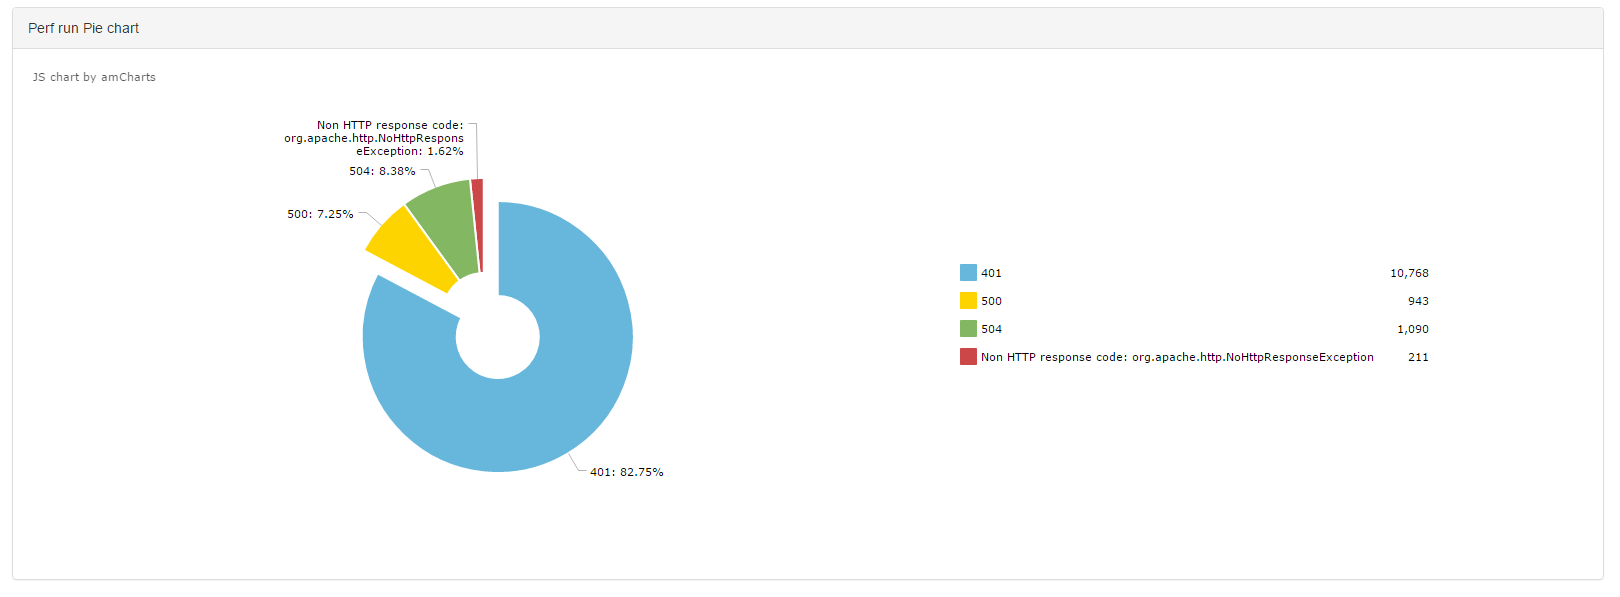 Perf run Pie chart
JS chart by amCharts
Non HTTP response code:
org.apache.http.NoHttpRespons
eException: 1.62%
504: 8.38%
500: 7.25%
401: 82.75%
401 10,768
500 943
504 1,090
Non HTTP response code: org.apache.http.NoHttpResponseException 211